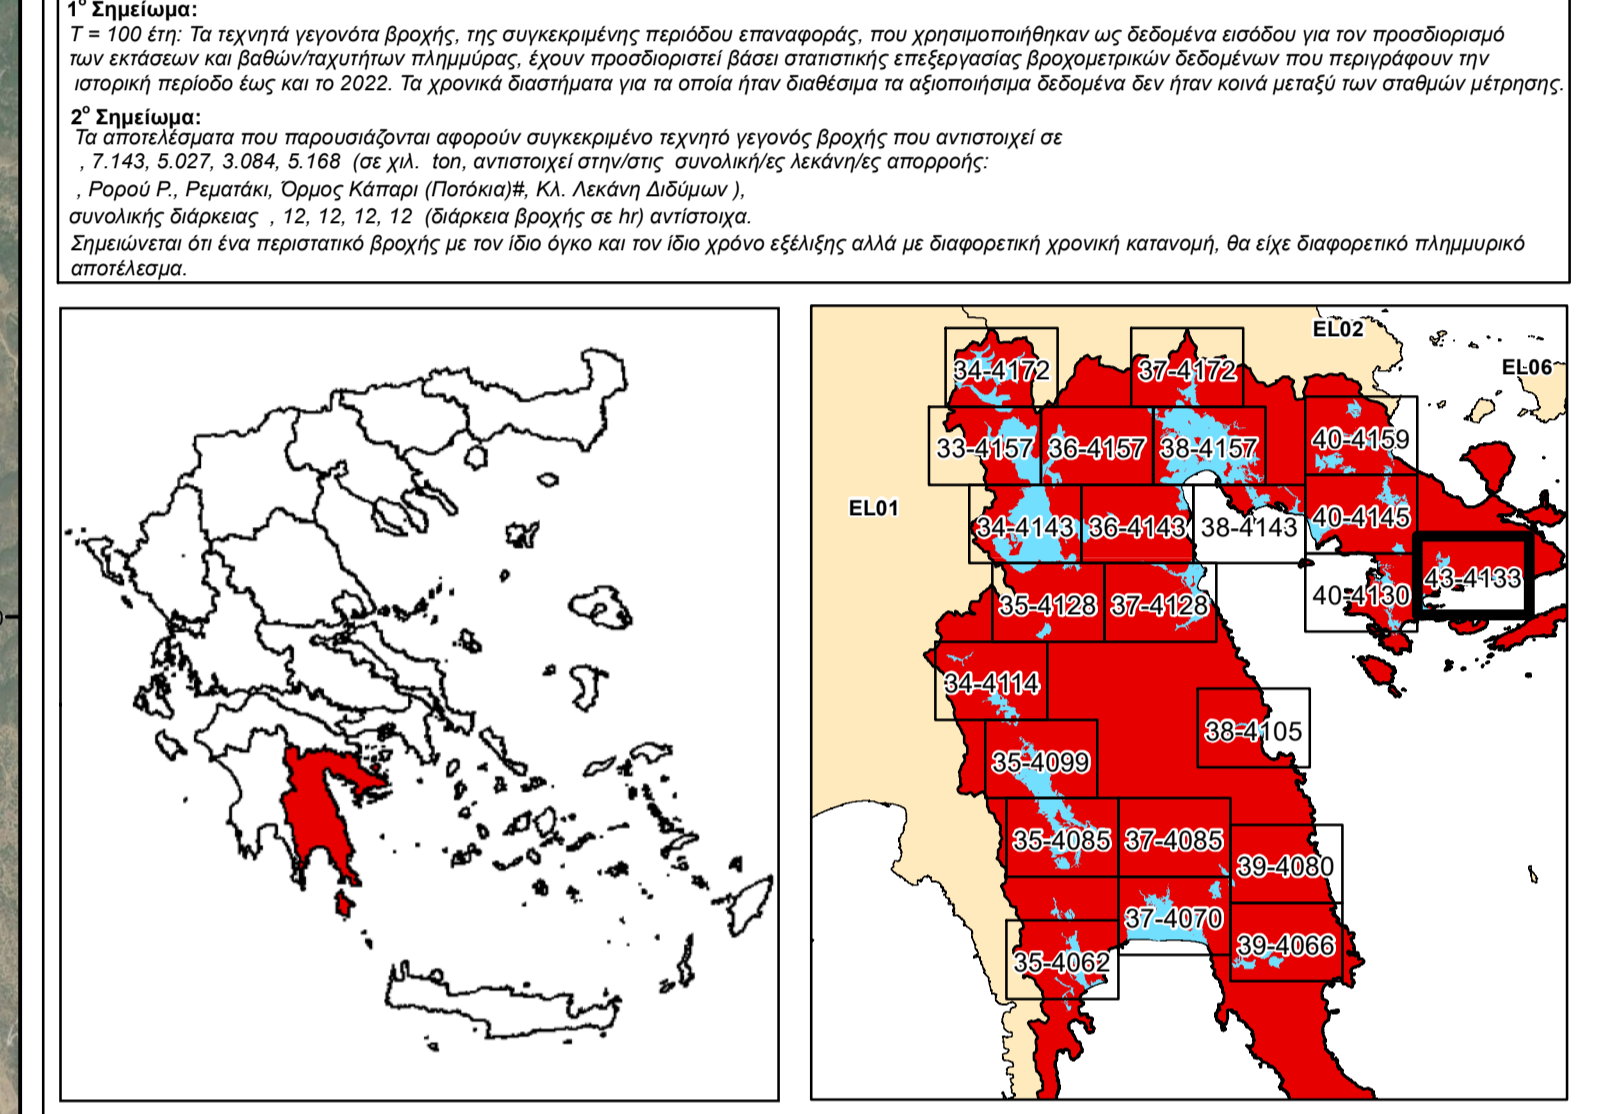 1ο Σημείωμα:
T = 100 έτη: Τα τεχνητά γεγονότα βροχής, της συγκεκριμένης περιόδου επαναφοράς, που χρησιμοποιήθηκαν ως δεδομένα εισόδου για τον προσδιορισμό
των εκτάσεων και βαθών/ταχυτήτων πλημμύρας, έχουν προσδιοριστεί βάσει στατιστικής επεξεργασίας βροχομετρικών δεδομένων που περιγράφουν την
ιστορική περίοδο έως και το 2022. Τα χρονικά διαστήματα για τα οποία ήταν διαθέσιμα τα αξιοποιήσιμα δεδομένα δεν ήταν κοινά μεταξύ των σταθμών μέτρησης.
2ο Σημείωμα:
Τα αποτελέσματα που παρουσιάζονται αφορούν συγκεκριμένο τεχνητό γεγονός βροχής που αντιστοιχεί σε
, 7.143, 5.027, 3.084, 5.168 (σε χιλ. ton, αντιστοιχεί στην/στις συνολική/ες λεκάνη/ες απορροής:
, Ρορού Ρ., Ρεματάκι, Όρμος Κάπαρι (Ποτόκια)#, Κλ. Λεκάνη Διδύμων ),
συνολικής διάρκειας , 12, 12, 12, 12 (διάρκεια βροχής σε hr) αντίστοιχα.
Σημειώνεται ότι ένα περιστατικό βροχής με τον ίδιο όγκο και τον ίδιο χρόνο εξέλιξης αλλά με διαφορετική χρονική κατανομή, θα είχε διαφορετικό πλημμυρικό
αποτέλεσμα.
EL02
EL06
34-4172
37-4172
33-4157
36-4157
38-4157
40-4159
EL01
34-4143
36-4143
38-4143
40-4145
35-4128
37-4128
40-4130
43-4133
34-4114
38-4105
35-4099
35-4085
37-4085
39-4080
37-4070
39-4066
35-4062